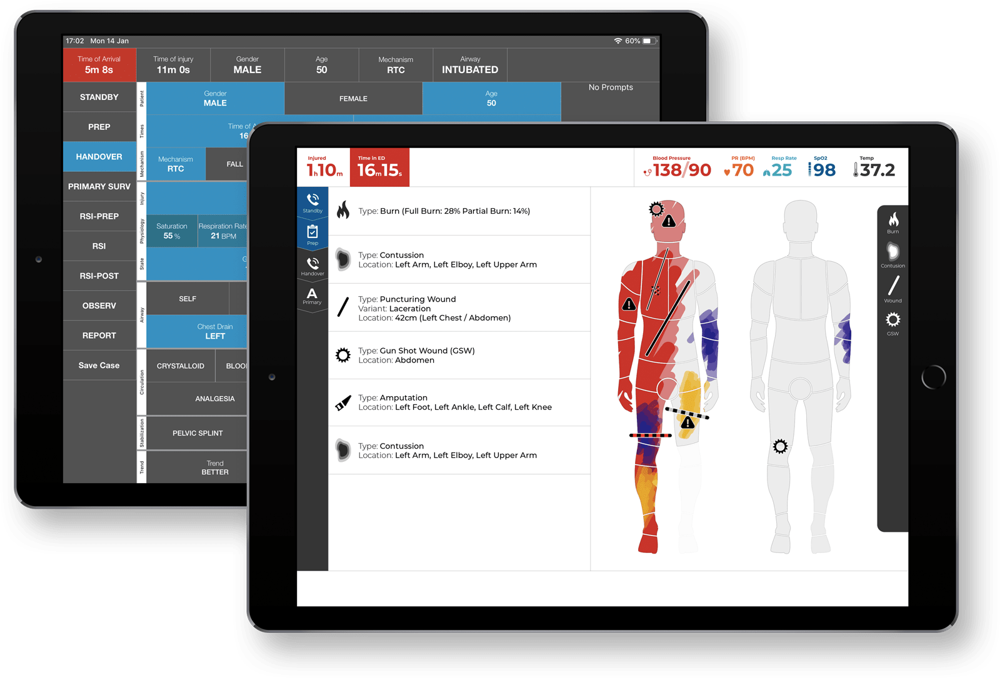 17:02 Mon 14 Jan
60%
Time of Arrival
5m 8s
Time of injury
11m 0s
Gender
MALE
Age
50
Mechanism
RTC
Airway
INTUBATED
STANDBY
PREP
HANDOVER
PRIMARY SURV
RSI-PREP
RSI
RSI-POST
OBSERV
REPORT
Save Case
Patient
Gender
MALE
FEMALE
Age
50
No Prompts
Times
Time of
16
Mechanism
Mechanism
RTC
FALL
Injury
Physiology
Saturation
55 %
Respiration Rate
21 BPM
State
Airway
SELF
Chest Drain
LEFT
Circulation
CRYSTALLOID
ANALGESIA
Stabilization
PELVIC SPLINT
Trend
Trend
BETTER
Injured
1h10m
Time in ED
16m15s
Blood Pressure
138/90
PR (BPM)
70
Resp Rate
25
SpO2
98
Temp
37.2
Standby
Prep
Handover
A
Primary
Type: Burn (Full Burn: 28% Partial Burn: 14%)
Type: Contussion
Location: Left Arm, Left Elboy, Left Upper Arm
Type: Puncturing Wound
Variant: Laceration
Location: 42cm (Left Chest / Abdomen)
Type: Gun Shot Wound (GSW)
Location: Abdomen
Type: Amputation
Location: Left Foot, Left Ankle, Left Calf, Left Knee
Type: Contussion
Location: Left Arm, Left Elboy, Left Upper Arm
Burn
Contusion
Wound
GSW